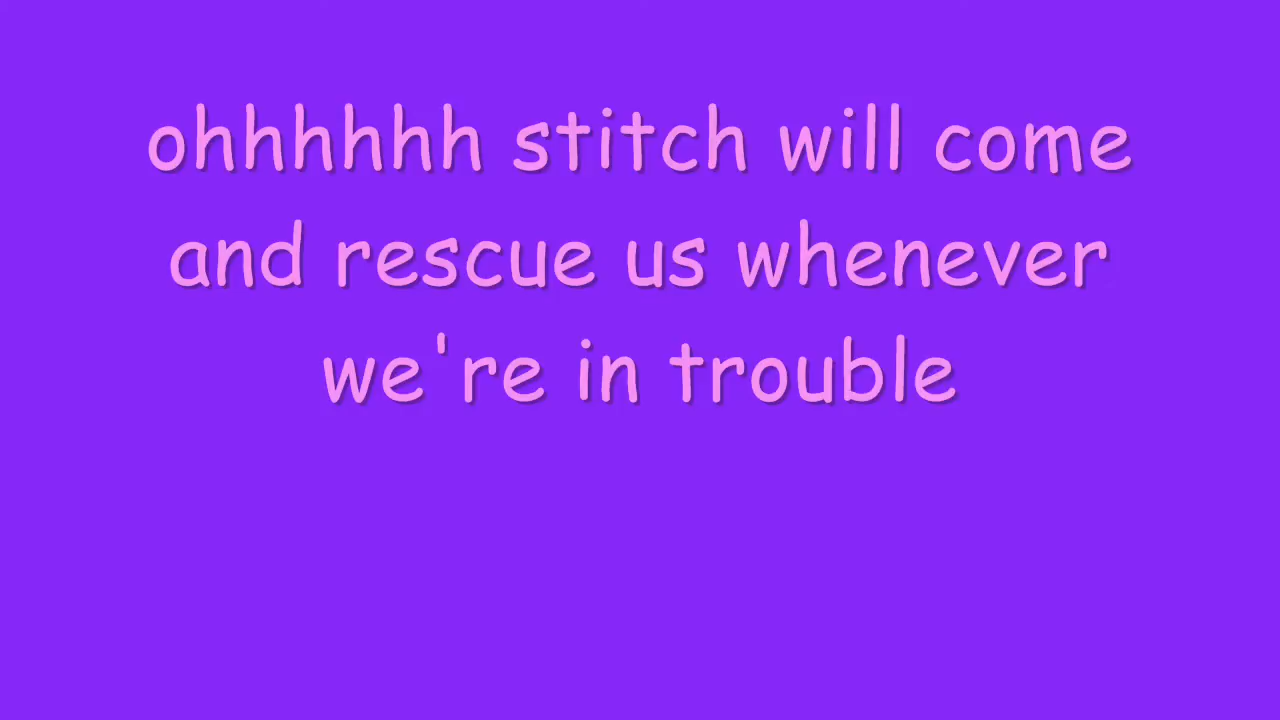 ohhhhhh stitch will come
and rescue us whenever
we're in trouble